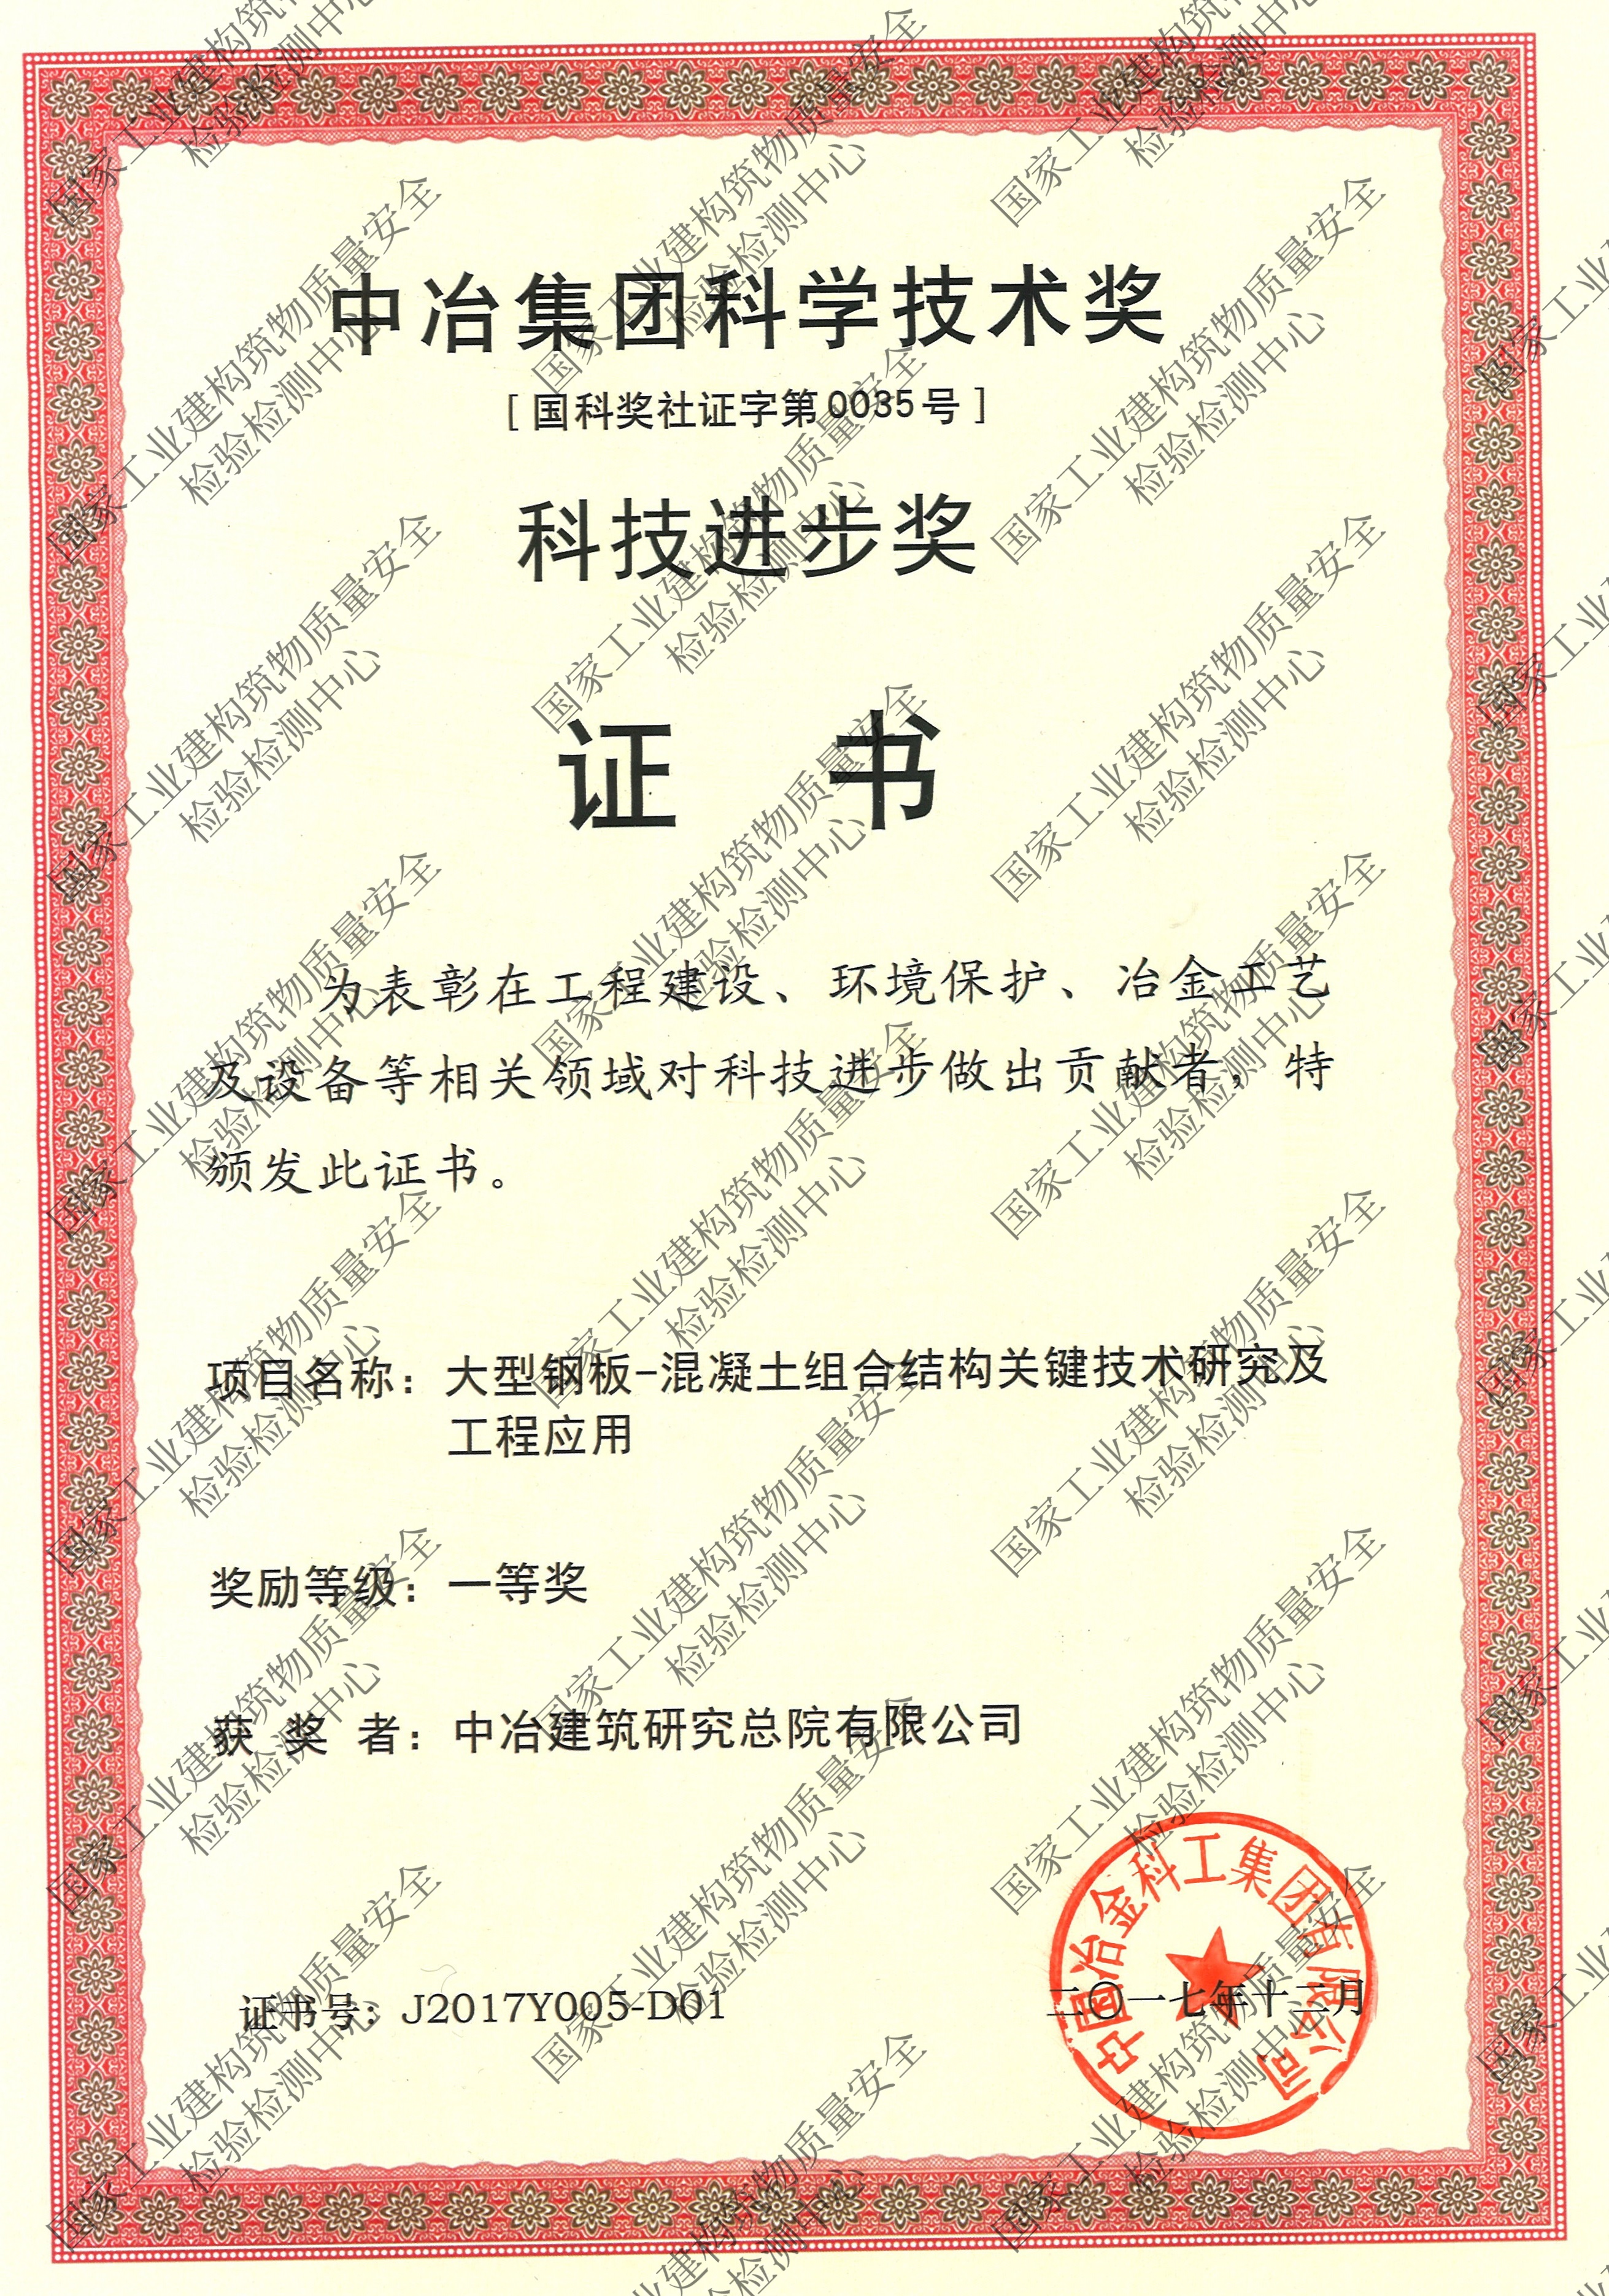 中冶集团科学技术奖
[国科奖社证字第0035号]
科技进步奖
证 书
为表彰在工程建设、环境保护、冶金工艺
及设备等相关领域对科技进步做出贡献者，特
颁发此证书。
项目名称：大型钢板-混凝土组合结构关键技术研究及
工程应用
奖励等级：一等奖
获 奖 者：中冶建筑研究总院有限公司
证书号：J2017Y005-D01
二〇一七年十二月
中国冶金科工集团有限公司
国家工业建构筑物质量安全
检验检测中心